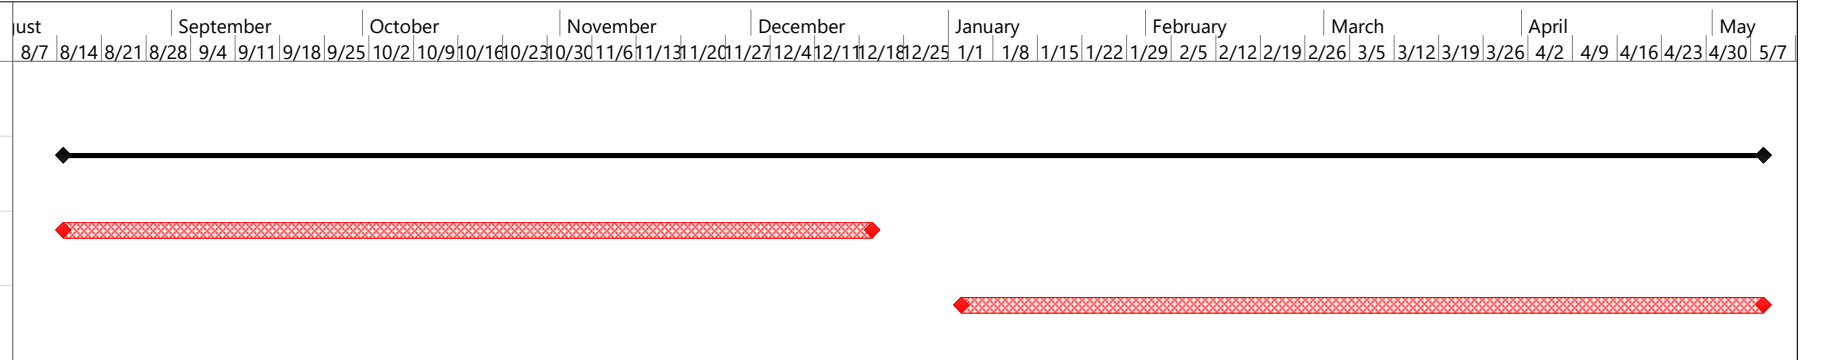 ust September October November December January February March April May
8/7 8/14 8/21 8/28 9/4 9/11 9/18 9/25 10/2 10/9 10/16 10/23 10/30 11/6 11/13 11/20 11/27 12/4 12/11 12/18 12/25 1/1 1/8 1/15 1/22 1/29 2/5 2/12 2/19 2/26 3/5 3/12 3/19 3/26 4/2 4/9 4/16 4/23 4/30 5/7